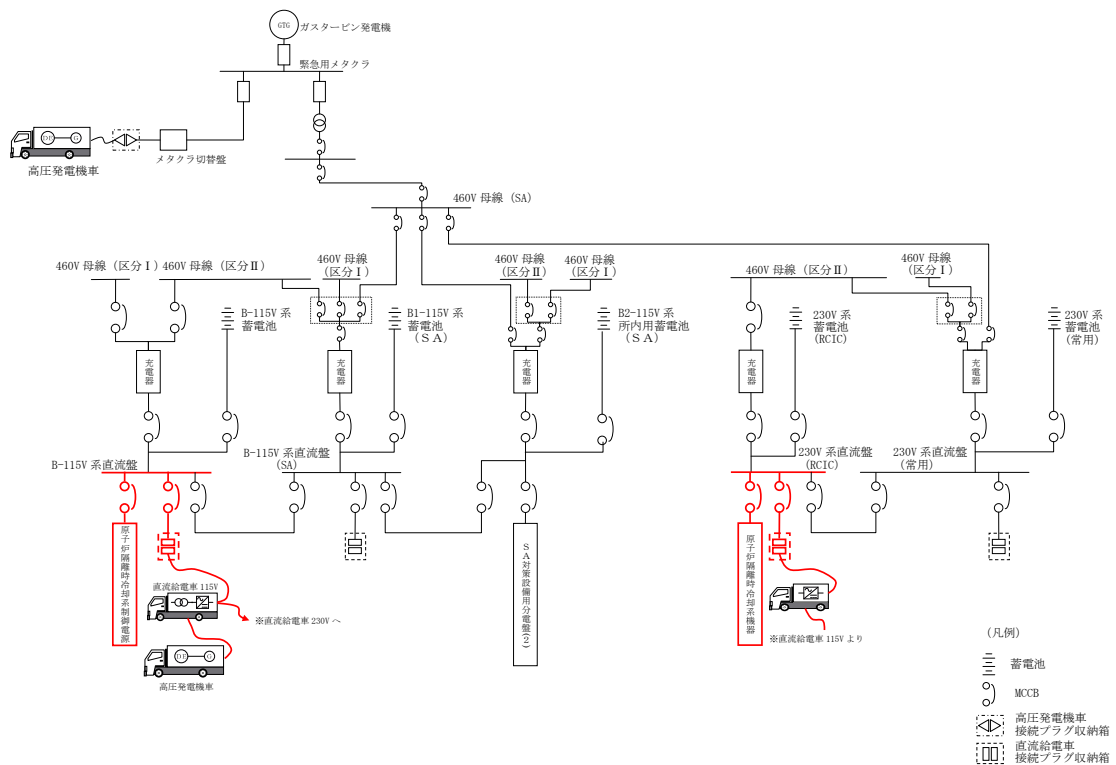 GTG
ガスタービン発電機
緊急用メタクラ
DE
G
高圧発電機車
メタクラ切替盤
460V 母線 (SA)
460V 母線 (区分Ⅰ)
460V 母線 (区分Ⅱ)
460V 母線
(区分Ⅰ)
460V 母線
(区分Ⅱ)
460V 母線
(区分Ⅰ)
460V 母線 (区分Ⅱ)
460V 母線
(区分Ⅰ)
B-115V 系
蓄電池
B1-115V 系
蓄電池
(SA)
B2-115V 系
所内用蓄電池
(SA)
230V 系
蓄電池
(RCIC)
230V 系
蓄電池
(常用)
充電器
充電器
充電器
充電器
充電器
B-115V 系直流盤
B-115V 系直流盤
(SA)
230V 系直流盤
(RCIC)
230V 系直流盤
(常用)
原子炉隔離時冷却系制御電源
SA対策設備用分電盤(2)
原子炉隔離時冷却系機器
直流給電車 115V
※直流給電車 230V へ
DE
G
高圧発電機車
※直流給電車 115V より
(凡例)
蓄電池
MCCB
高圧発電機車
接続プラグ収納箱
直流給電車
接続プラグ収納箱